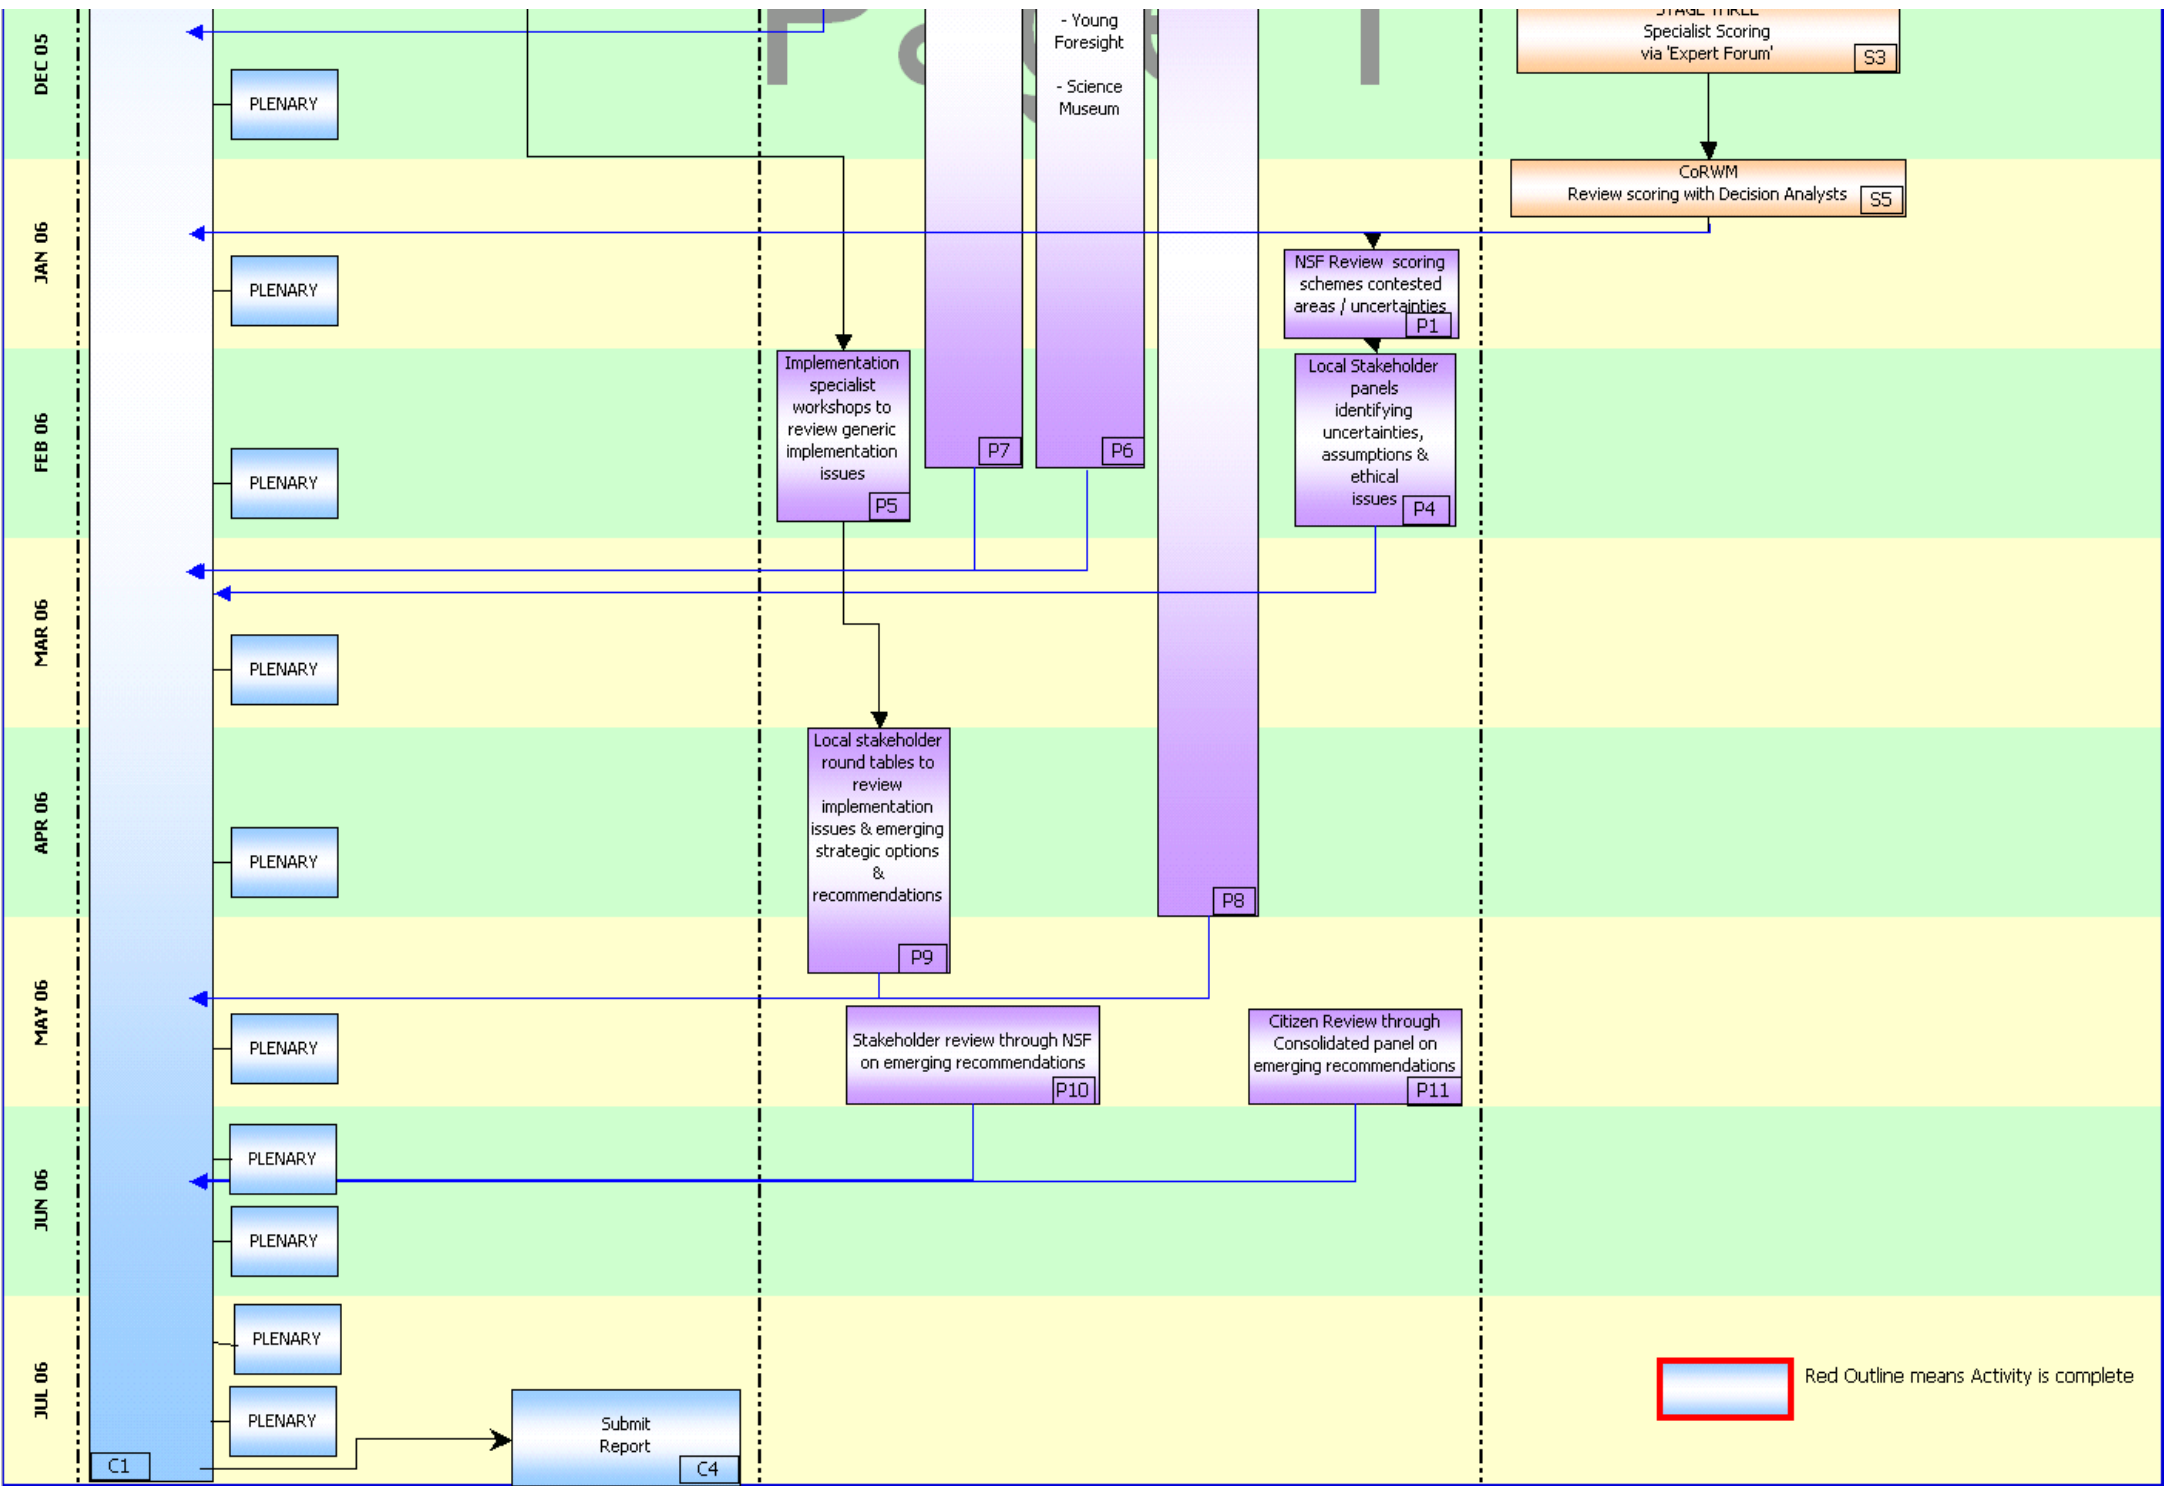 DEC 05
PLENARY
Page 1
- Young
Foresight
- Science
Museum
STAGE THREE
Specialist Scoring
via 'Expert Forum'
S3
JAN 06
PLENARY
CoRWM
Review scoring with Decision Analysts
S5
NSF Review scoring
schemes contested
areas / uncertainties
P1
FEB 06
PLENARY
Implementation
specialist
workshops to
review generic
implementation
issues
P5
P7
P6
Local Stakeholder
panels
identifying
uncertainties,
assumptions &
ethical
issues
P4
MAR 06
PLENARY
APR 06
PLENARY
Local stakeholder
round tables to
review
implementation
issues & emerging
strategic options
&
recommendations
P9
P8
MAY 06
PLENARY
Stakeholder review through NSF
on emerging recommendations
P10
Citizen Review through
Consolidated panel on
emerging recommendations
P11
JUN 06
PLENARY
PLENARY
JUL 06
PLENARY
PLENARY
C1
Submit
Report
C4
Red Outline means Activity is complete